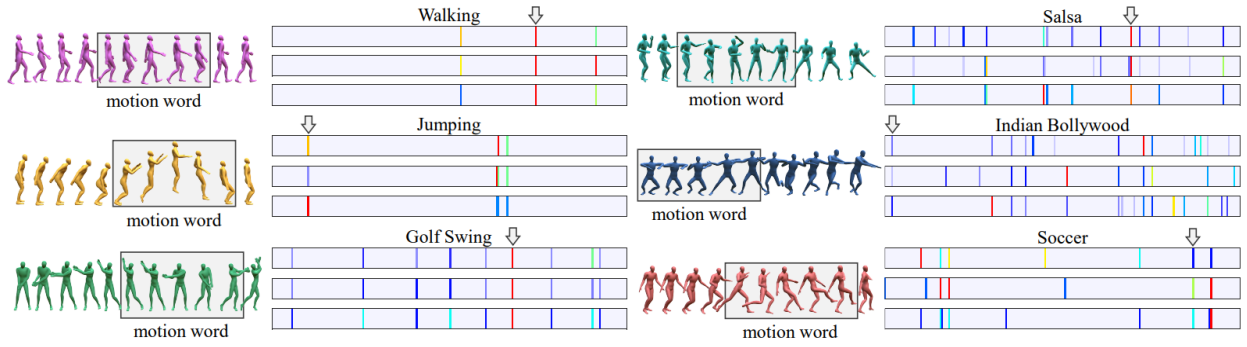 Walking
motion word
Salsa
motion word
Jumping
motion word
Indian Bollywood
motion word
Golf Swing
motion word
Soccer
motion word